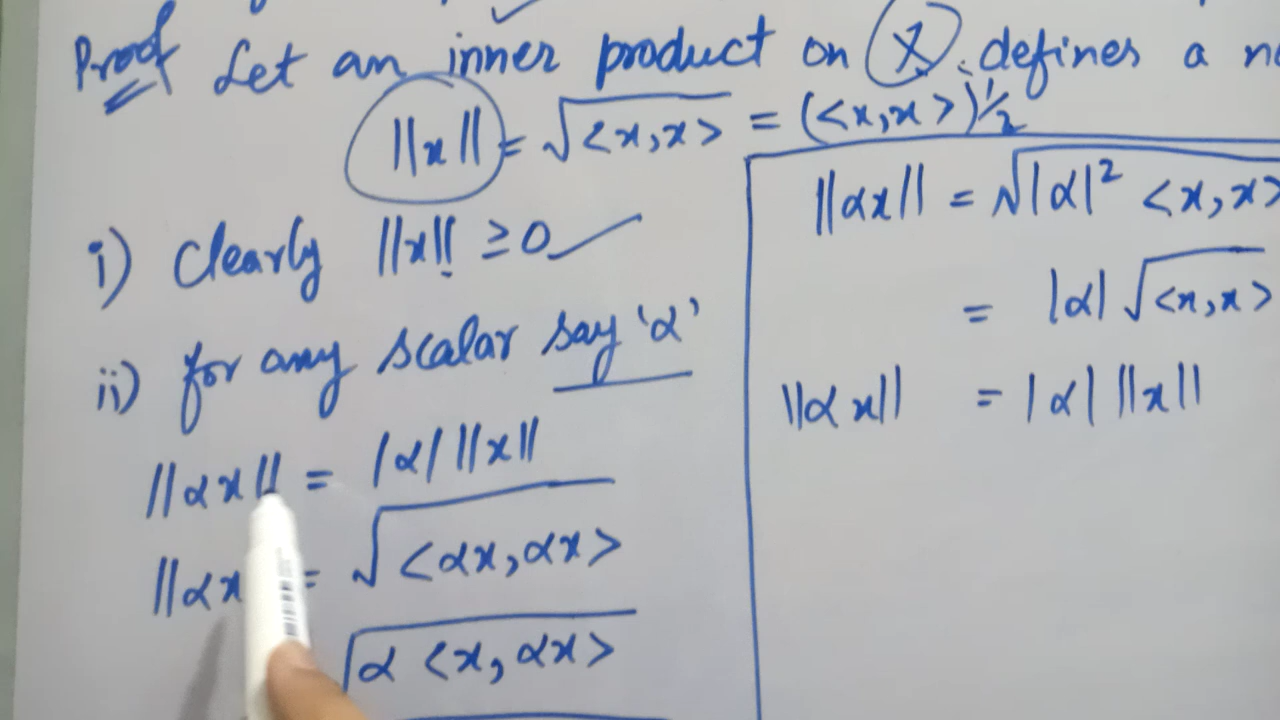 Proof Let an inner product on X. defines a
||x|| = √<x,x> = (<x,x>)^1/2
i) Clearly ||x|| ≥ 0
ii) for any scalar say 'α'
||αx|| = |α| ||x||
||αx = √<αx, αx>
√α <x, αx>
||αx|| = √|α|² <x,x>
= |α| √<x,x>
||αx|| = |α| ||x||